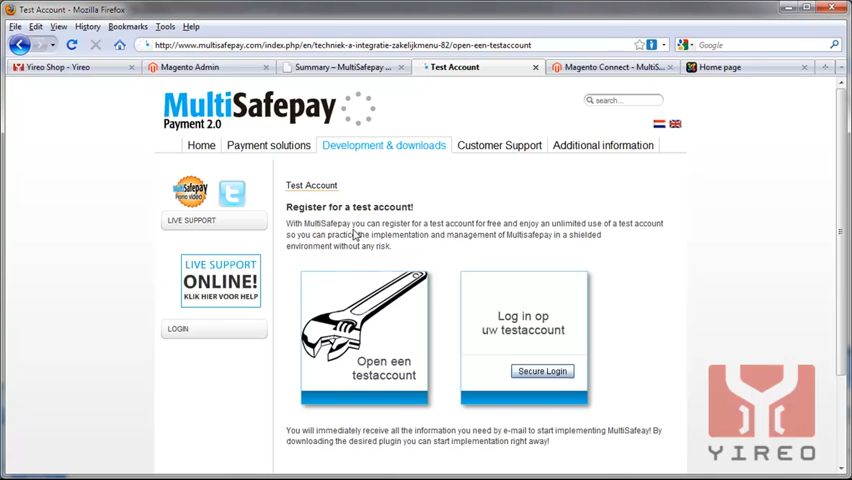 Test Account - Mozilla Firefox
File Edit View History Bookmarks Tools Help
http://www.multisafepay.com/index.php/en/techniek-a-integratie-zakelijkmenu-82/open-een-testaccount
Google
Yireo Shop - Yireo
Magento Admin
Summary – MultiSafepay ...
Test Account
Magento Connect - MultiS...
Home page
MultiSafepay
Payment 2.0
search...
Home Payment solutions Development & downloads Customer Support Additional information
MultiSafepay
LIVE SUPPORT
LIVE SUPPORT
ONLINE!
KLIK HIER VOOR HELP
LOGIN
Test Account
Register for a test account!
With MultiSafepay you can register for a test account for free and enjoy an unlimited use of a test account
so you can practice the implementation and management of Multisafepay in a shielded
environment without any risk.
Open een
testaccount
Log in op
uw testaccount
Secure Login
You will immediately receive all the information you need by e-mail to start implementing MultiSafeay! By
downloading the desired plugin you can start implementation right away!
YIREO